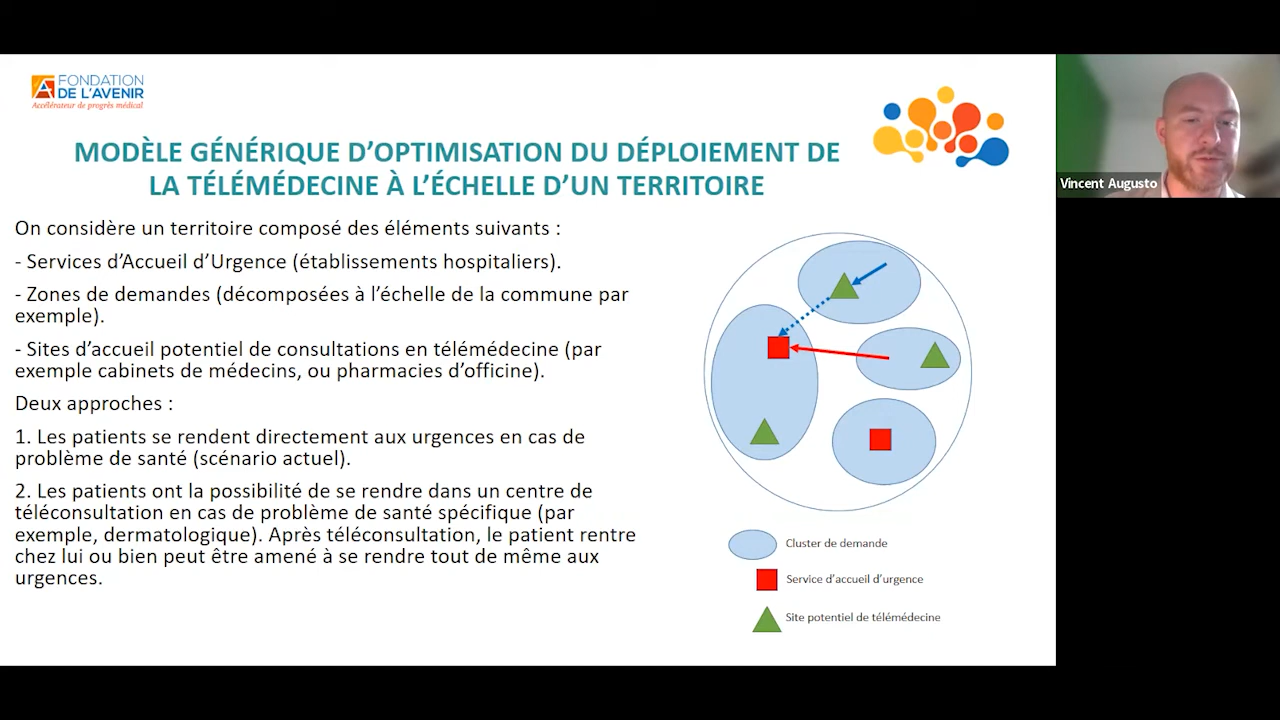 FONDATION
DE L'AVENIR
Accélérateur de progrès médical
MODÈLE GÉNÉRIQUE D'OPTIMISATION DU DÉPLOIEMENT DE
LA TÉLÉMÉDECINE À L'ÉCHELLE D'UN TERRITOIRE
On considère un territoire composé des éléments suivants :
- Services d'Accueil d'Urgence (établissements hospitaliers).
- Zones de demandes (décomposées à l'échelle de la commune par
exemple).
- Sites d'accueil potentiel de consultations en télémédecine (par
exemple cabinets de médecins, ou pharmacies d'officine).
Deux approches :
1. Les patients se rendent directement aux urgences en cas de
problème de santé (scénario actuel).
2. Les patients ont la possibilité de se rendre dans un centre de
téléconsultation en cas de problème de santé spécifique (par
exemple, dermatologique). Après téléconsultation, le patient rentre
chez lui ou bien peut être amené à se rendre tout de même aux
urgences.
Cluster de demande
Service d'accueil d'urgence
Site potentiel de télémédecine
Vincent Augusto